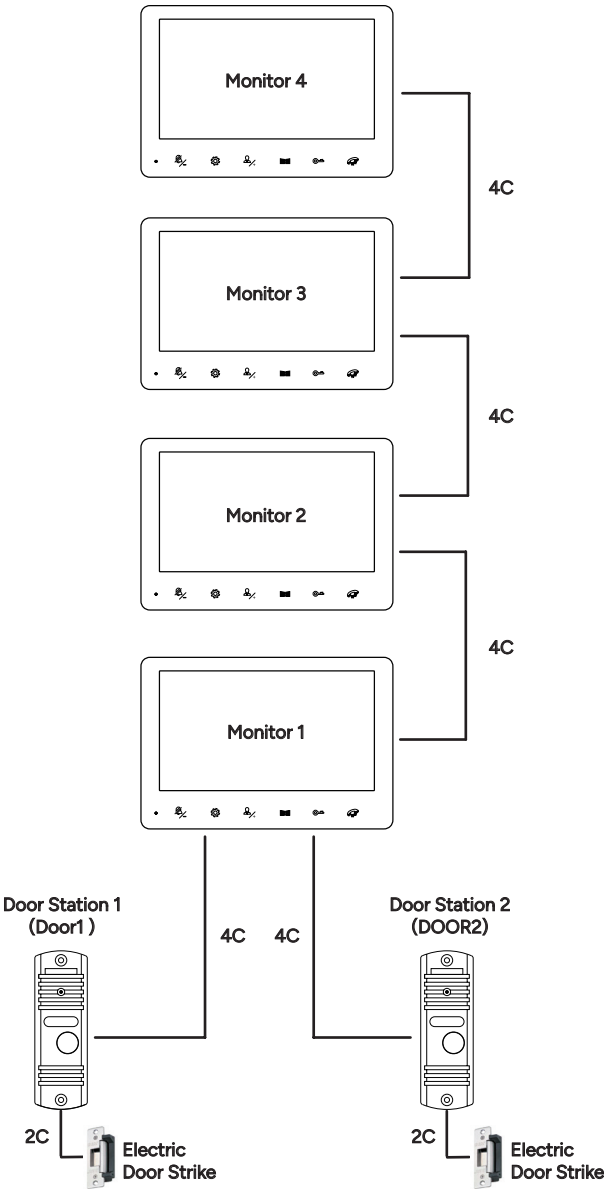 Monitor 4
4C
Monitor 3
4C
Monitor 2
4C
Monitor 1
Door Station 1
(Door1 )
Door Station 2
(DOOR2)
4C 4C
2C
Electric
Door Strike
2C
Electric
Door Strike